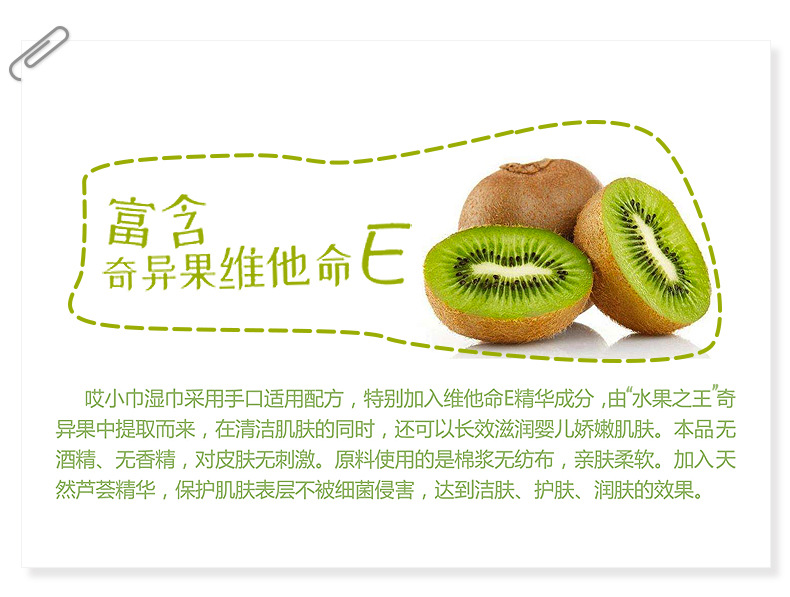 富含
奇异果维他命E
哎小巾湿巾采用手口适用配方，特别加入维他命E精华成分，由“水果之王”奇
异果中提取而来，在清洁肌肤的同时，还可以长效滋润婴儿娇嫩肌肤。本品无
酒精、无香精，对皮肤无刺激。原料使用的是棉浆无纺布，亲肤柔软。加入天
然芦荟精华，保护肌肤表层不被细菌侵害，达到洁肤、护肤、润肤的效果。